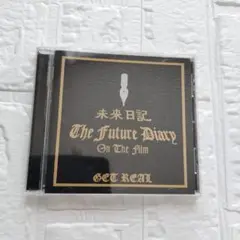 未来日記
The Future Diary
On The Film
GET REAL